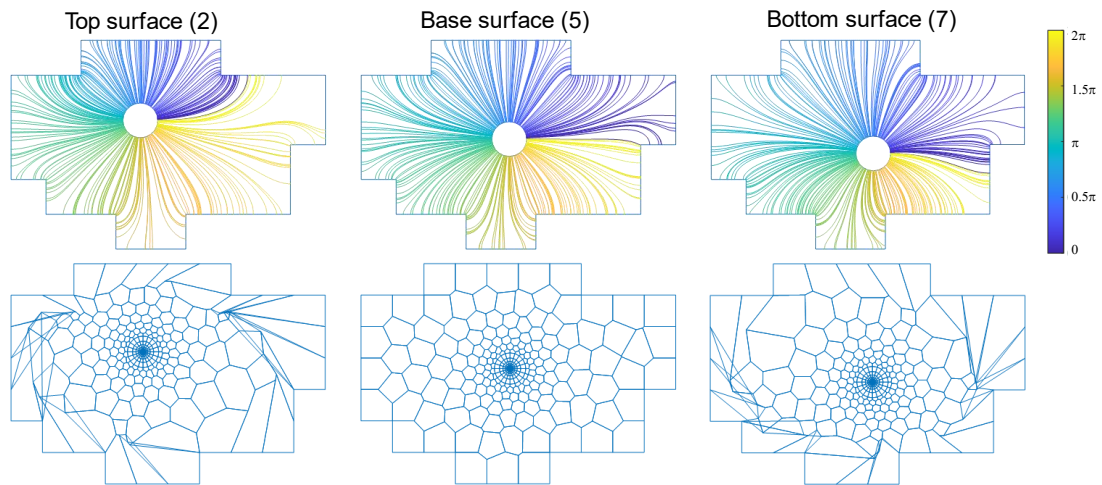 Top surface (2)
Base surface (5)
Bottom surface (7)
2π
1.5π
π
0.5π
0